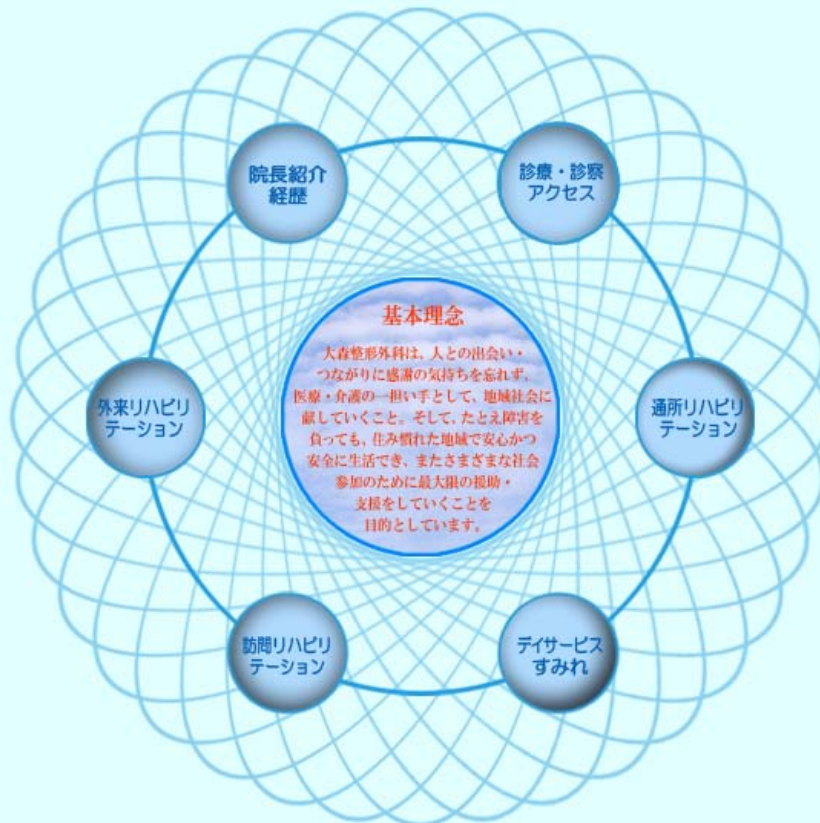 院長紹介
経歴
診療・診察
アクセス
基本理念
大森整形外科は、人との出会い・
つながりに感謝の気持ちを忘れず、
医療・介護の一担い手として、地域社会に
献していくこと。そして、たとえ障害を
負っても、住み慣れた地域で安心かつ
安全に生活でき、またさまざまな社会
参加のために最大限の援助・
支援をしていくことを
目的としています。
外来リハビリ
テーション
通所リハビリ
テーション
訪問リハビリ
テーション
デイサービス
すみれ